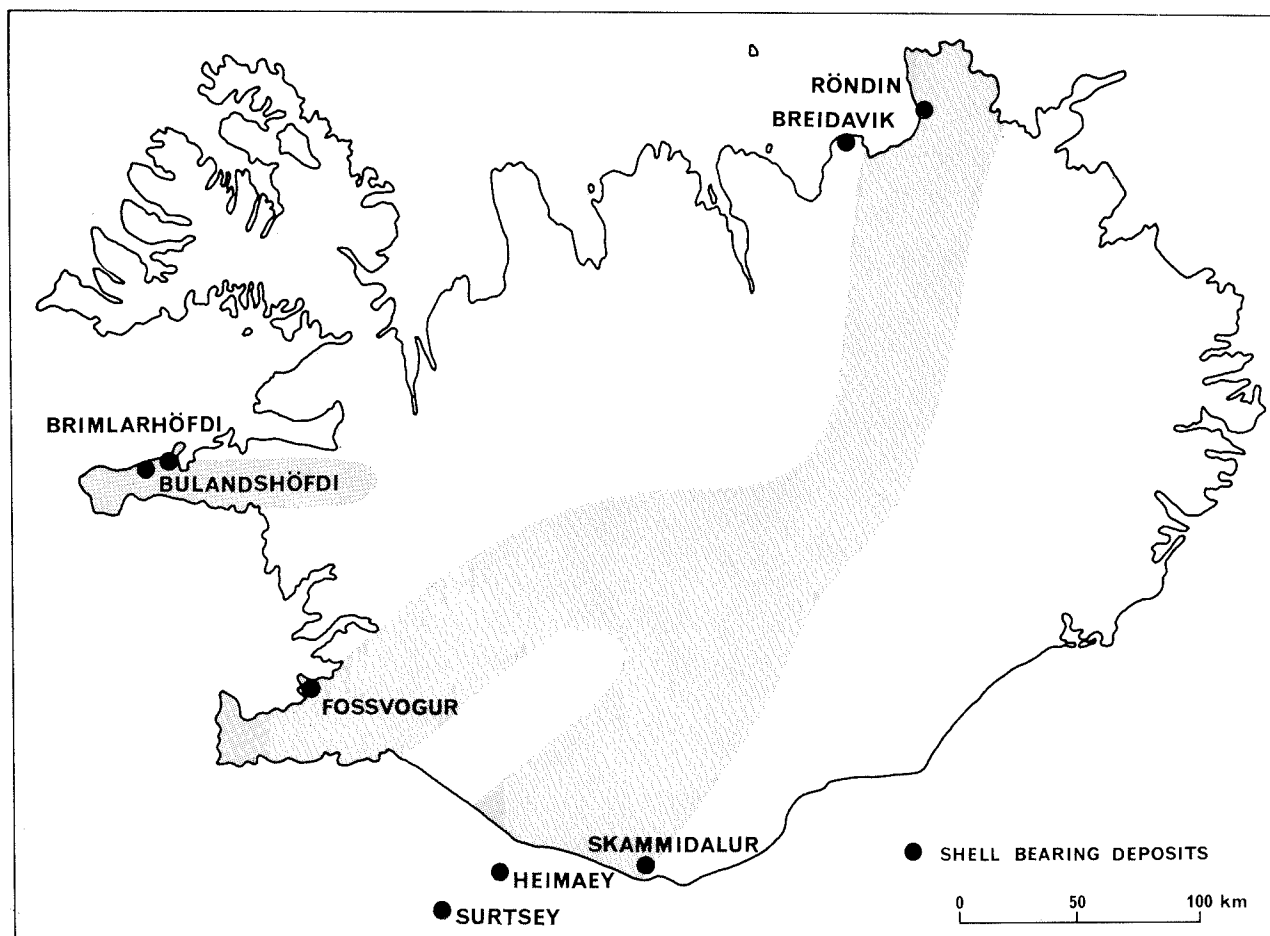 RÖNDIN
BREIDAVIK
BRIMLARHÖFDI
BULANDSHÖFDI
FOSSVOGUR
SKAMMIDALUR
HEIMAEY
SURTSEY
SHELL BEARING DEPOSITS
0 50 100 km